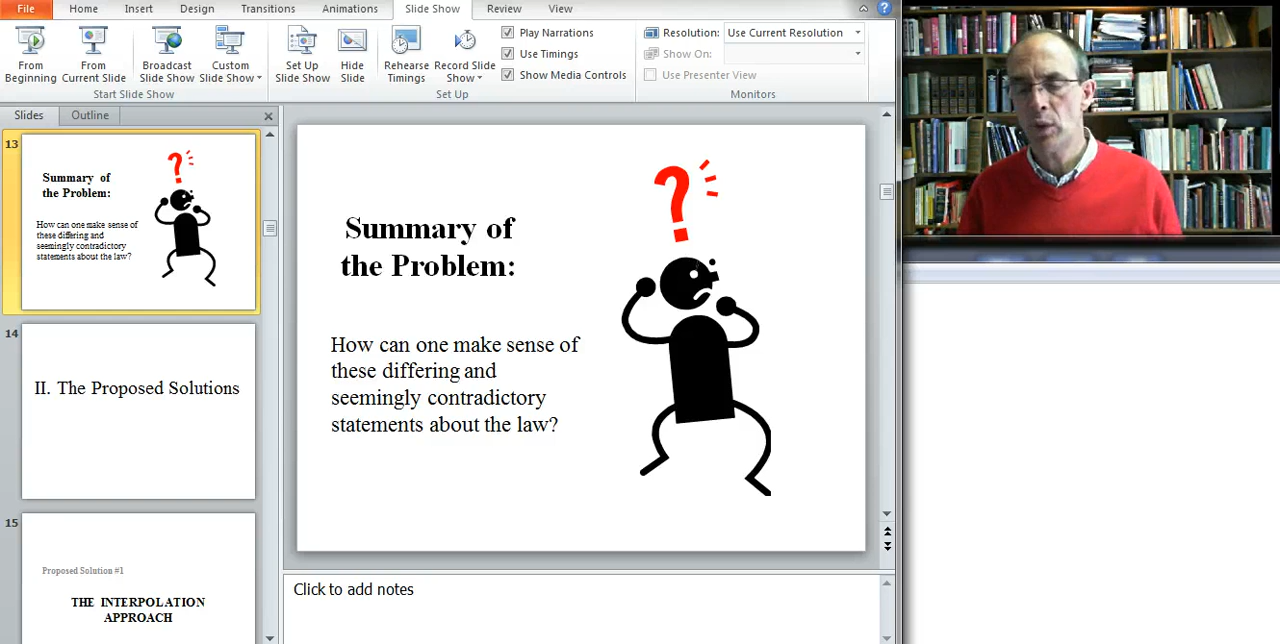 File Home Insert Design Transitions Animations Slide Show Review View
From Beginning
From Current Slide
Broadcast Slide Show
Custom Slide Show
Start Slide Show
Set Up Slide Show
Hide Slide
Rehearse Timings
Record Slide Show
Play Narrations
Use Timings
Show Media Controls
Set Up
Resolution: Use Current Resolution
Show On:
Use Presenter View
Monitors
Slides Outline
13
Summary of
the Problem:
How can one make sense of
these differing and
seemingly contradictory
statements about the law?
?
14
II. The Proposed Solutions
15
Proposed Solution #1
THE INTERPOLATION
APPROACH
Summary of
the Problem:
How can one make sense of
these differing and
seemingly contradictory
statements about the law?
?
Click to add notes